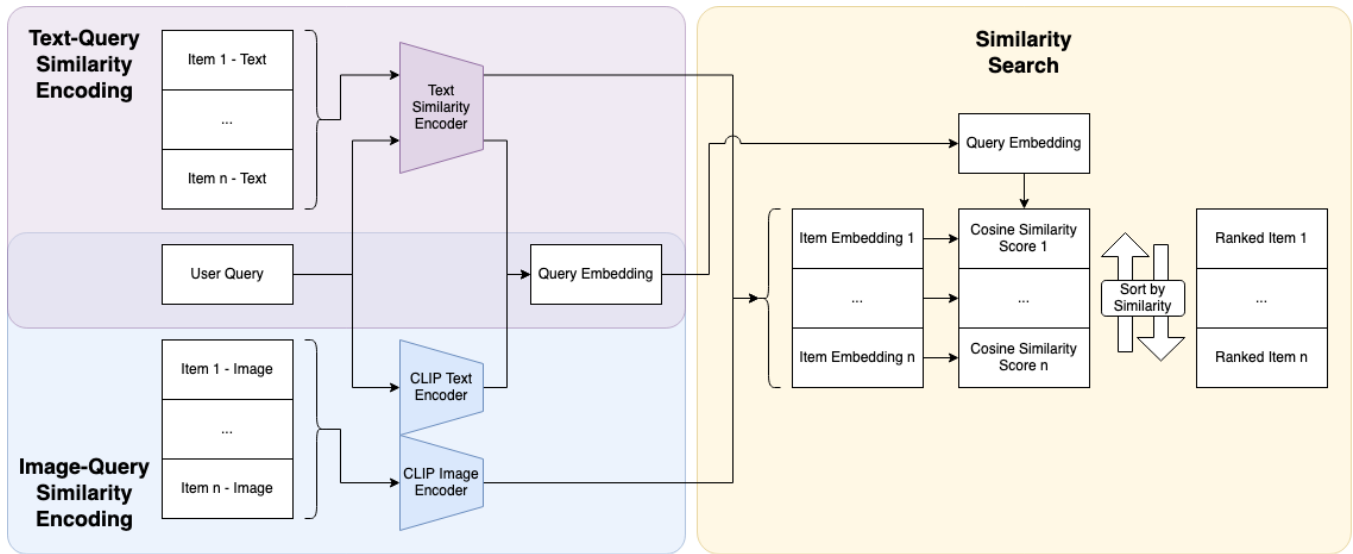 Text-Query
Similarity
Encoding
Item 1 - Text
...
Item n - Text
Text
Similarity
Encoder
User Query
Query Embedding
Item 1 - Image
...
Item n - Image
CLIP Text
Encoder
CLIP Image
Encoder
Image-Query
Similarity
Encoding
Similarity
Search
Query Embedding
Item Embedding 1
...
Item Embedding n
Cosine Similarity
Score 1
...
Cosine Similarity
Score n
Sort by
Similarity
Ranked Item 1
...
Ranked Item n